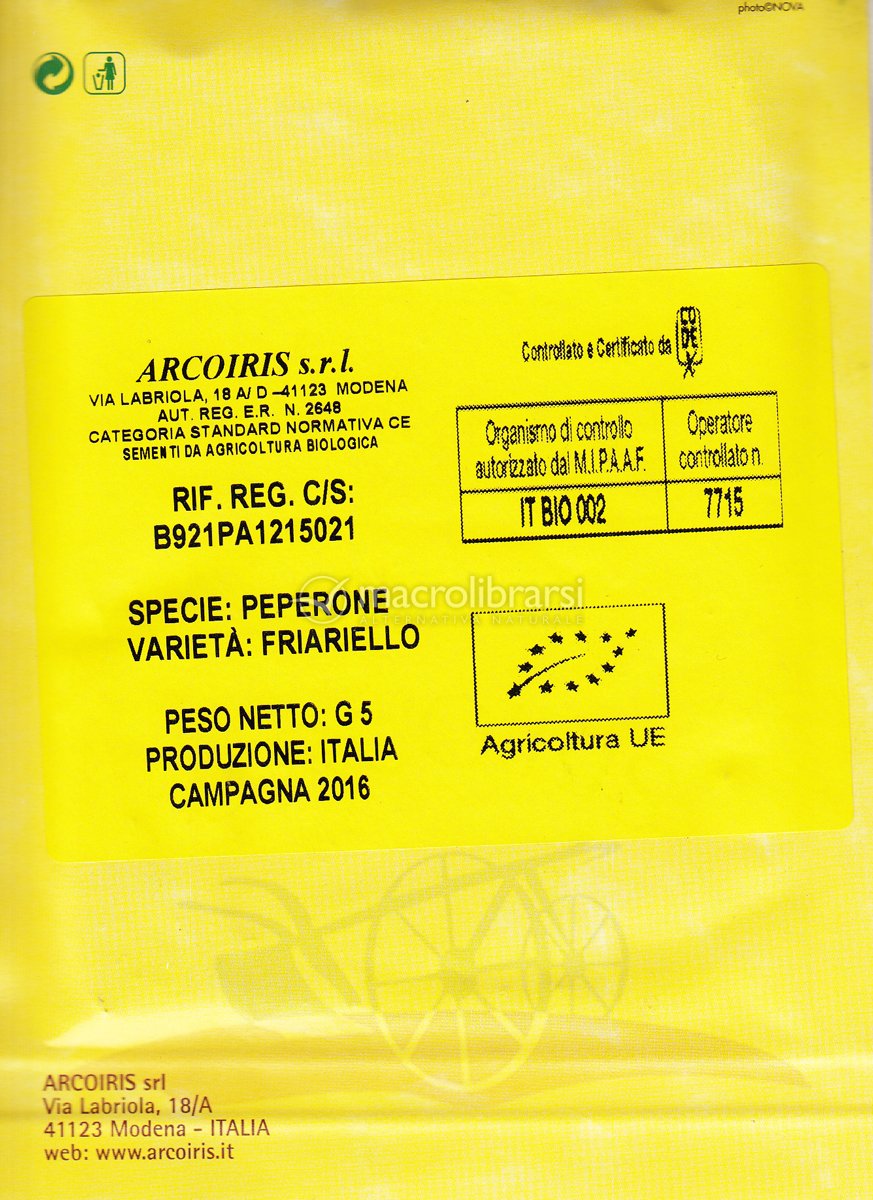 photo©NOVA
ARCOIRIS s.r.l.
VIA LABRIOLA, 18 A/ D –41123 MODENA
AUT. REG. E.R. N. 2648
CATEGORIA STANDARD NORMATIVA CE
SEMENTI DA AGRICOLTURA BIOLOGICA
RIF. REG. C/S:
B921PA1215021
SPECIE: PEPERONE
VARIETÀ: FRIARIELLO
PESO NETTO: G 5
PRODUZIONE: ITALIA
CAMPAGNA 2016
Controllato e Certificato da
CO
DE
X
Organismo di controllo
autorizzato dal M.I.P.A.A.F.
Operatore
controllato n.
IT BIO 002
7715
macrolibrarsi
ALTERNATIVA NATURALE
Agricoltura UE
ARCOIRIS srl
Via Labriola, 18/A
41123 Modena - ITALIA
web: www.arcoiris.it